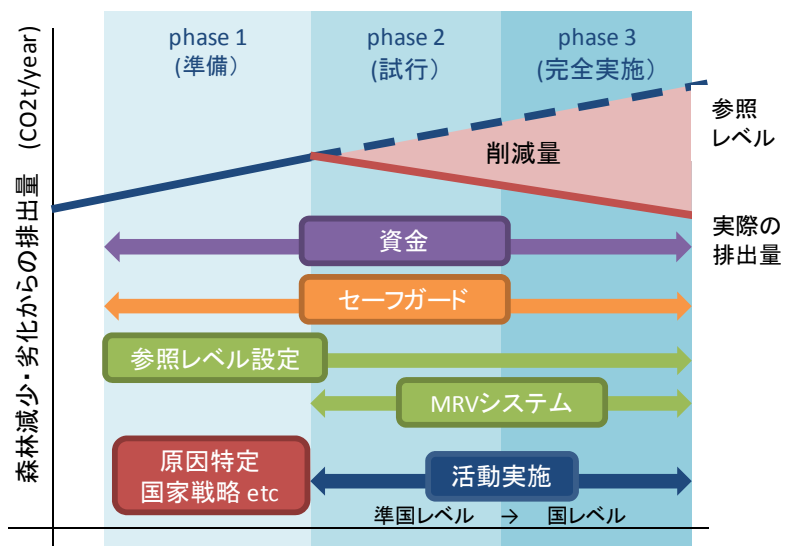 森林減少・劣化からの排出量 (CO2t/year)
phase 1
(準備)
phase 2
(試行)
phase 3
(完全実施)
参照
レベル
削減量
実際の
排出量
資金
セーフガード
参照レベル設定
MRVシステム
原因特定
国家戦略 etc
活動実施
準国レベル → 国レベル